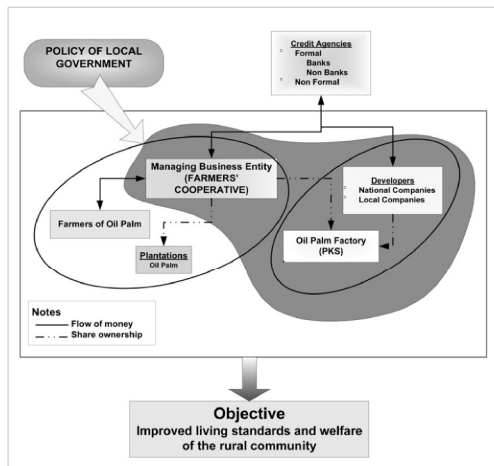 POLICY OF LOCAL
GOVERNMENT
Credit Agencies
Formal
Banks
Non Banks
Non Formal
Managing Business Entity
(FARMERS'
COOPERATIVE)
Developers
National Companies
Local Companies
Farmers of Oil Palm
Plantations
Oil Palm
Oil Palm Factory
(PKS)
Notes
Flow of money
Share ownership
Objective
Improved living standards and welfare
of the rural community